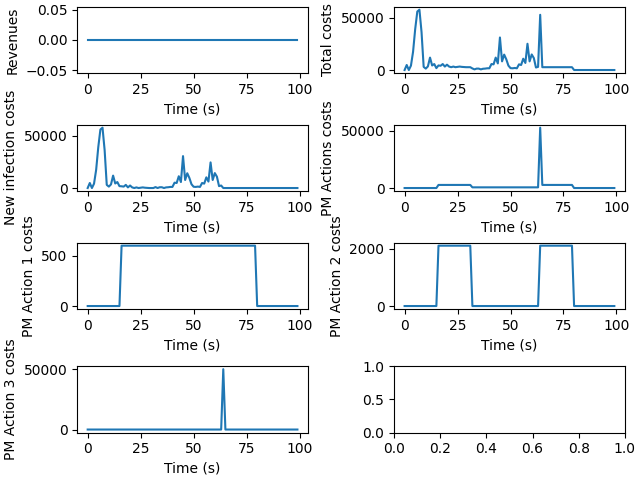 Revenues
0.05
0.00
−0.05
0 25 50 75 100
Time (s)
Total costs
50000
0
0 25 50 75 100
Time (s)
New infection costs
50000
0
0 25 50 75 100
Time (s)
PM Actions costs
50000
0
0 25 50 75 100
Time (s)
PM Action 1 costs
500
0
0 25 50 75 100
Time (s)
PM Action 2 costs
2000
0
0 25 50 75 100
Time (s)
PM Action 3 costs
50000
0
0 25 50 75 100
Time (s)
1.0
0.5
0.0
0.0 0.2 0.4 0.6 0.8 1.0